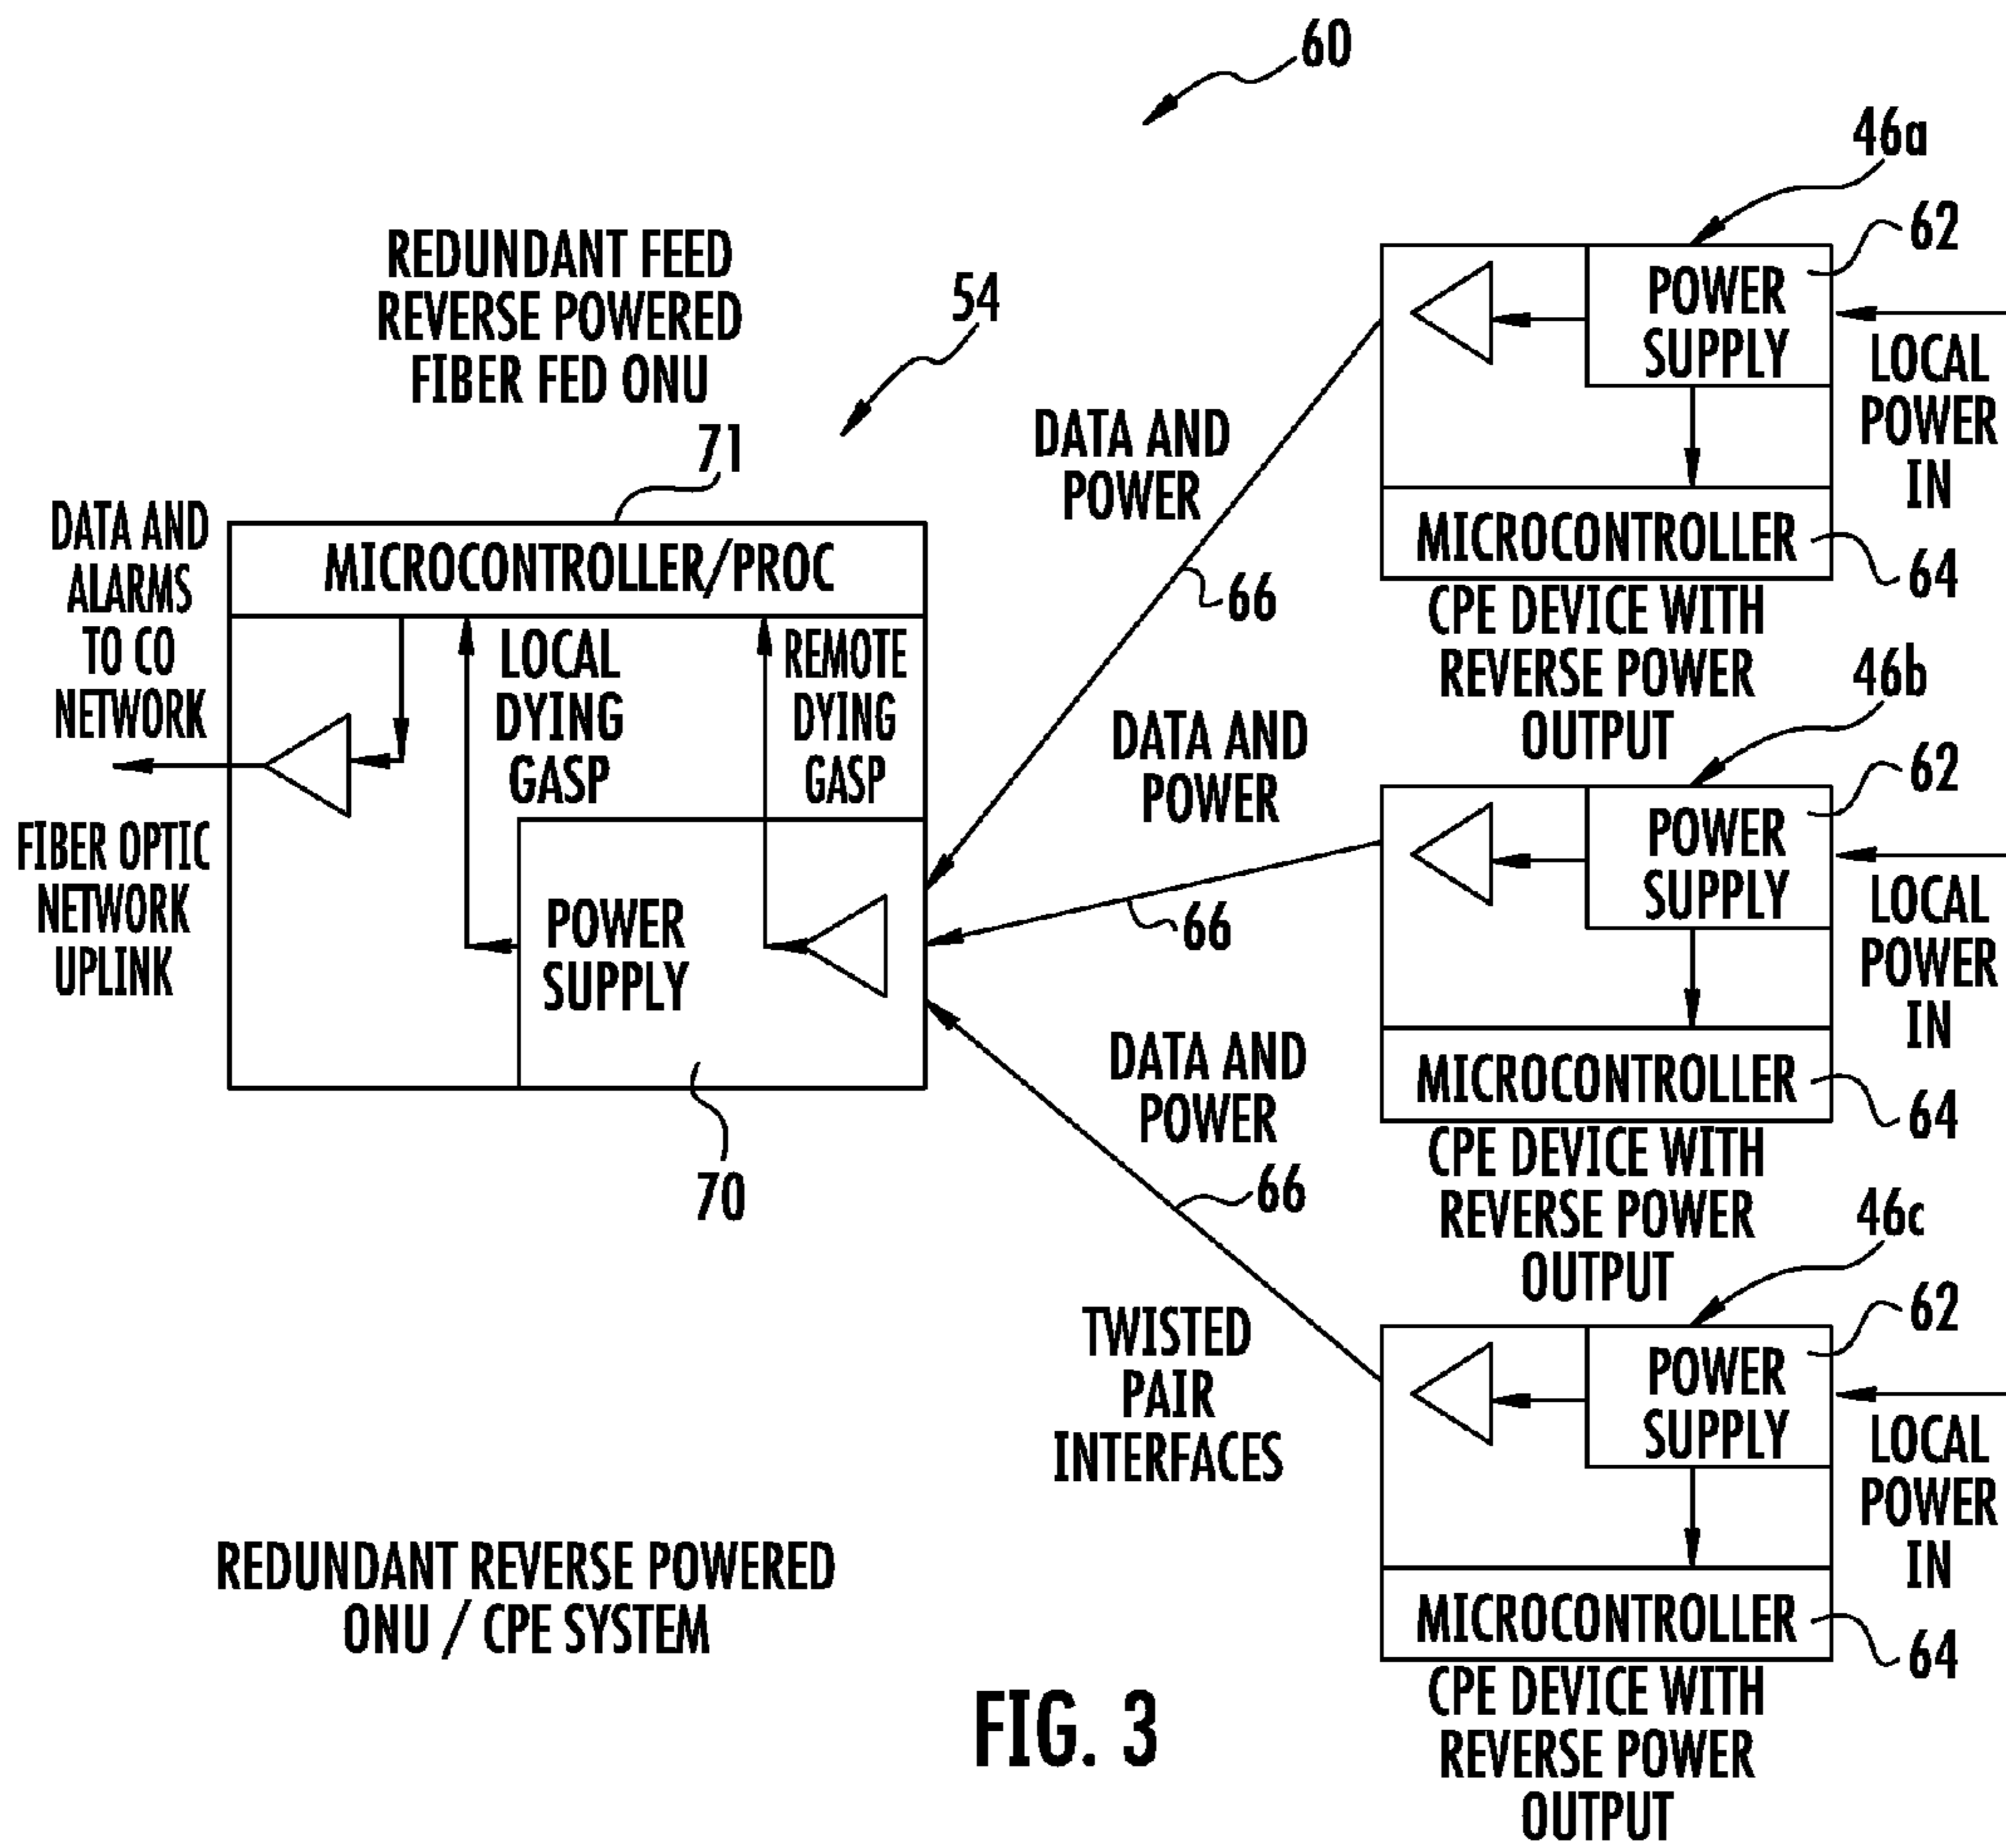 60
46a
62
POWER
SUPPLY
LOCAL
POWER
IN
MICROCONTROLLER
64
CPE DEVICE WITH
REVERSE POWER
OUTPUT
REDUNDANT FEED
REVERSE POWERED
FIBER FED ONU
54
71
DATA AND
POWER
66
DATA AND
ALARMS
TO CO
NETWORK
MICROCONTROLLER/PROC
LOCAL
DYING
GASP
REMOTE
DYING
GASP
FIBER OPTIC
NETWORK
UPLINK
POWER
SUPPLY
70
DATA AND
POWER
66
46b
62
POWER
SUPPLY
LOCAL
POWER
IN
MICROCONTROLLER
64
CPE DEVICE WITH
REVERSE POWER
OUTPUT
DATA AND
POWER
66
TWISTED
PAIR
INTERFACES
46c
62
POWER
SUPPLY
LOCAL
POWER
IN
MICROCONTROLLER
64
CPE DEVICE WITH
REVERSE POWER
OUTPUT
REDUNDANT REVERSE POWERED
ONU / CPE SYSTEM
FIG. 3